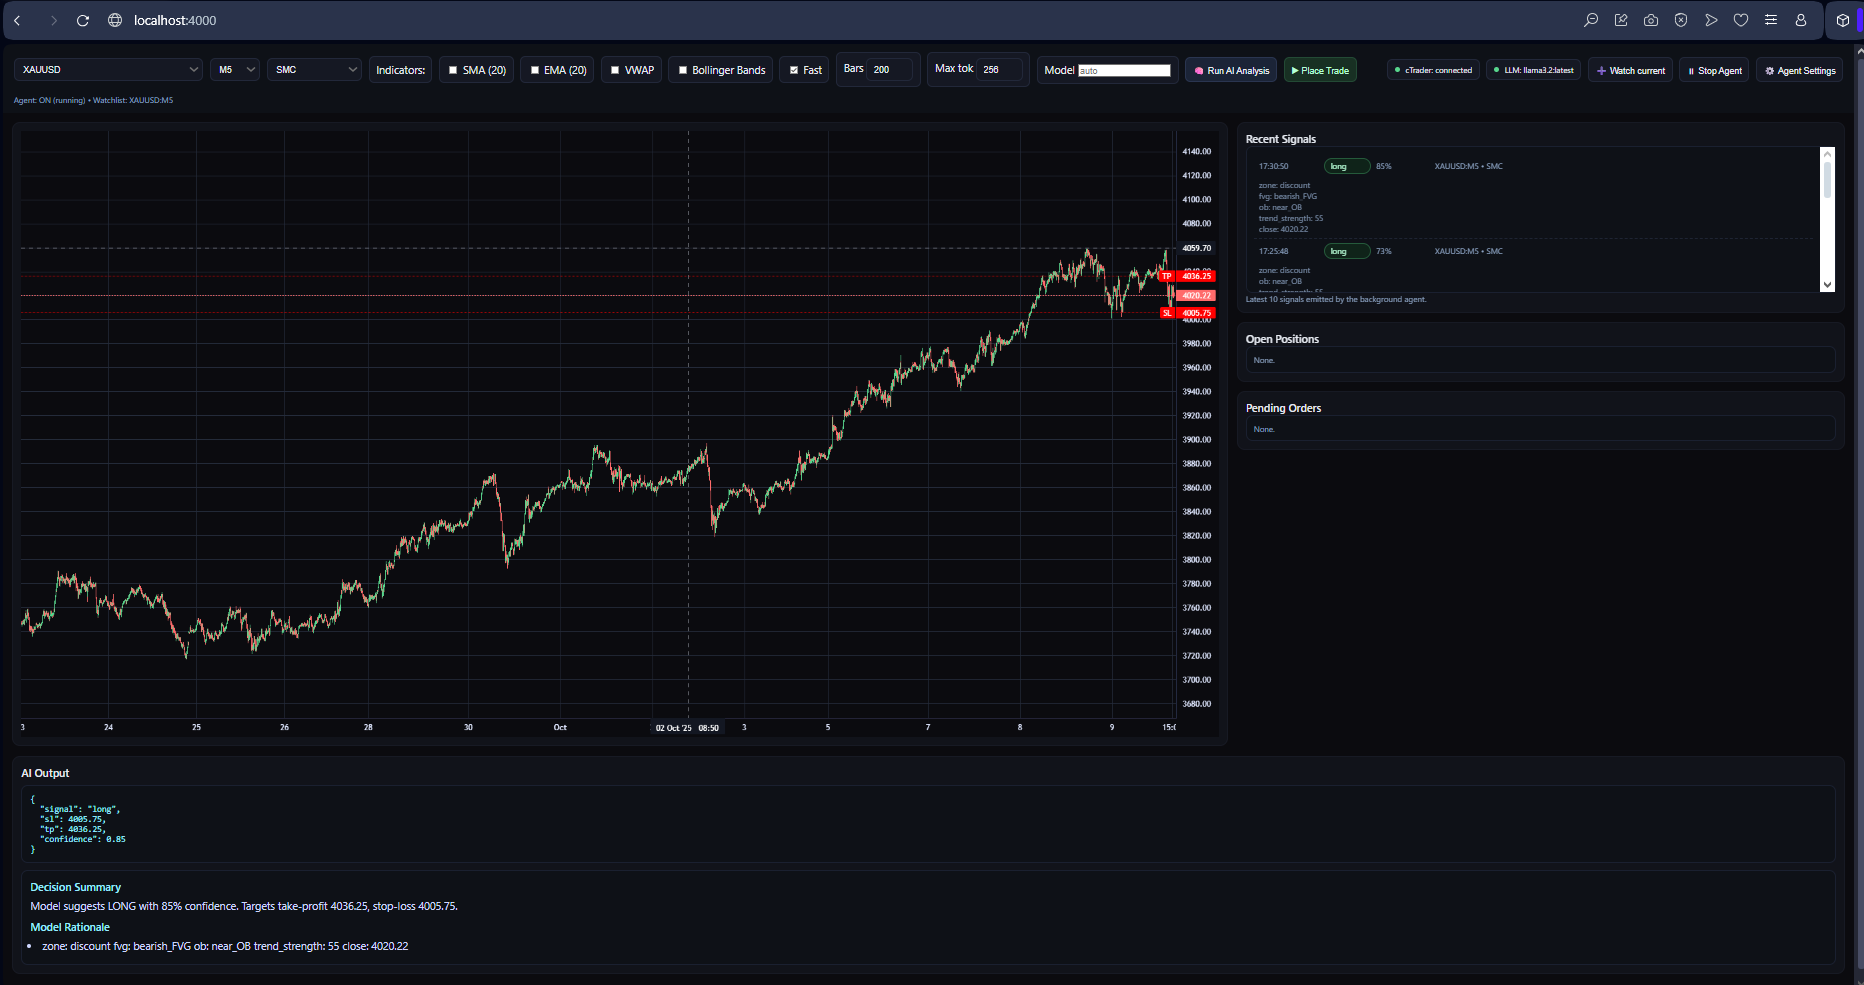 localhost:4000
XAUUSD M5 SMC Indicators: SMA (20) EMA (20) VWAP Bollinger Bands Fast Bars 200 Max tok 256 Model auto Run AI Analysis Place Trade cTrader: connected LLM: llama3.2:latest Watch current Stop Agent Agent Settings
Agent: ON (running) • Watchlist: XAUUSD:M5
4140.00
4120.00
4100.00
4080.00
4059.70
TP 4036.25
4020.22
SL 4005.75
4000.00
3980.00
3960.00
3940.00
3920.00
3900.00
3880.00
3860.00
3840.00
3820.00
3800.00
3780.00
3760.00
3740.00
3720.00
3700.00
3680.00
3 24 25 26 28 30 Oct 02 Oct '25 08:50 3 5 7 8 9
Recent Signals
17:30:50 long 85% XAUUSD:M5 • SMC
zone: discount
fvg: bearish_FVG
ob: near_OB
trend_strength: 55
close: 4020.22
17:25:48 long 73% XAUUSD:M5 • SMC
zone: discount
ob: near_OB
trend_strength: 55
Latest 10 signals emitted by the background agent.
Open Positions
None.
Pending Orders
None.
AI Output
{
"signal": "long",
"sl": 4005.75,
"tp": 4036.25,
"confidence": 0.85
}
Decision Summary
Model suggests LONG with 85% confidence. Targets take-profit 4036.25, stop-loss 4005.75.
Model Rationale
• zone: discount fvg: bearish_FVG ob: near_OB trend_strength: 55 close: 4020.22